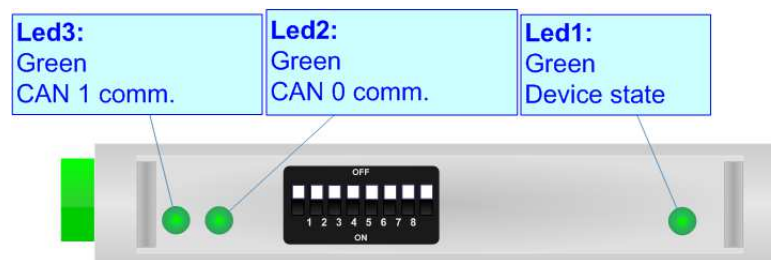 Led3:
Green
CAN 1 comm.
Led2:
Green
CAN 0 comm.
Led1:
Green
Device state
OFF
1 2 3 4 5 6 7 8
ON